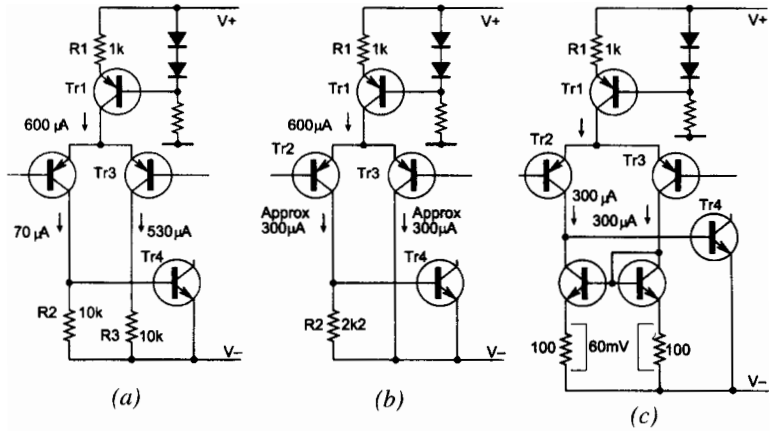 V+
R1 1k
Tr1
600 μA
Tr3
70 μA
530μA
Tr4
R2 10k
R3 10k
V–
(a)
V+
R1 1k
Tr1
600μA
Tr2
Tr3
Approx
300μA
Approx
300μA
Tr4
R2 2k2
V–
(b)
V+
R1 1k
Tr1
Tr2
Tr3
300 μA
300 μA
Tr4
100
60mV
100
V–
(c)